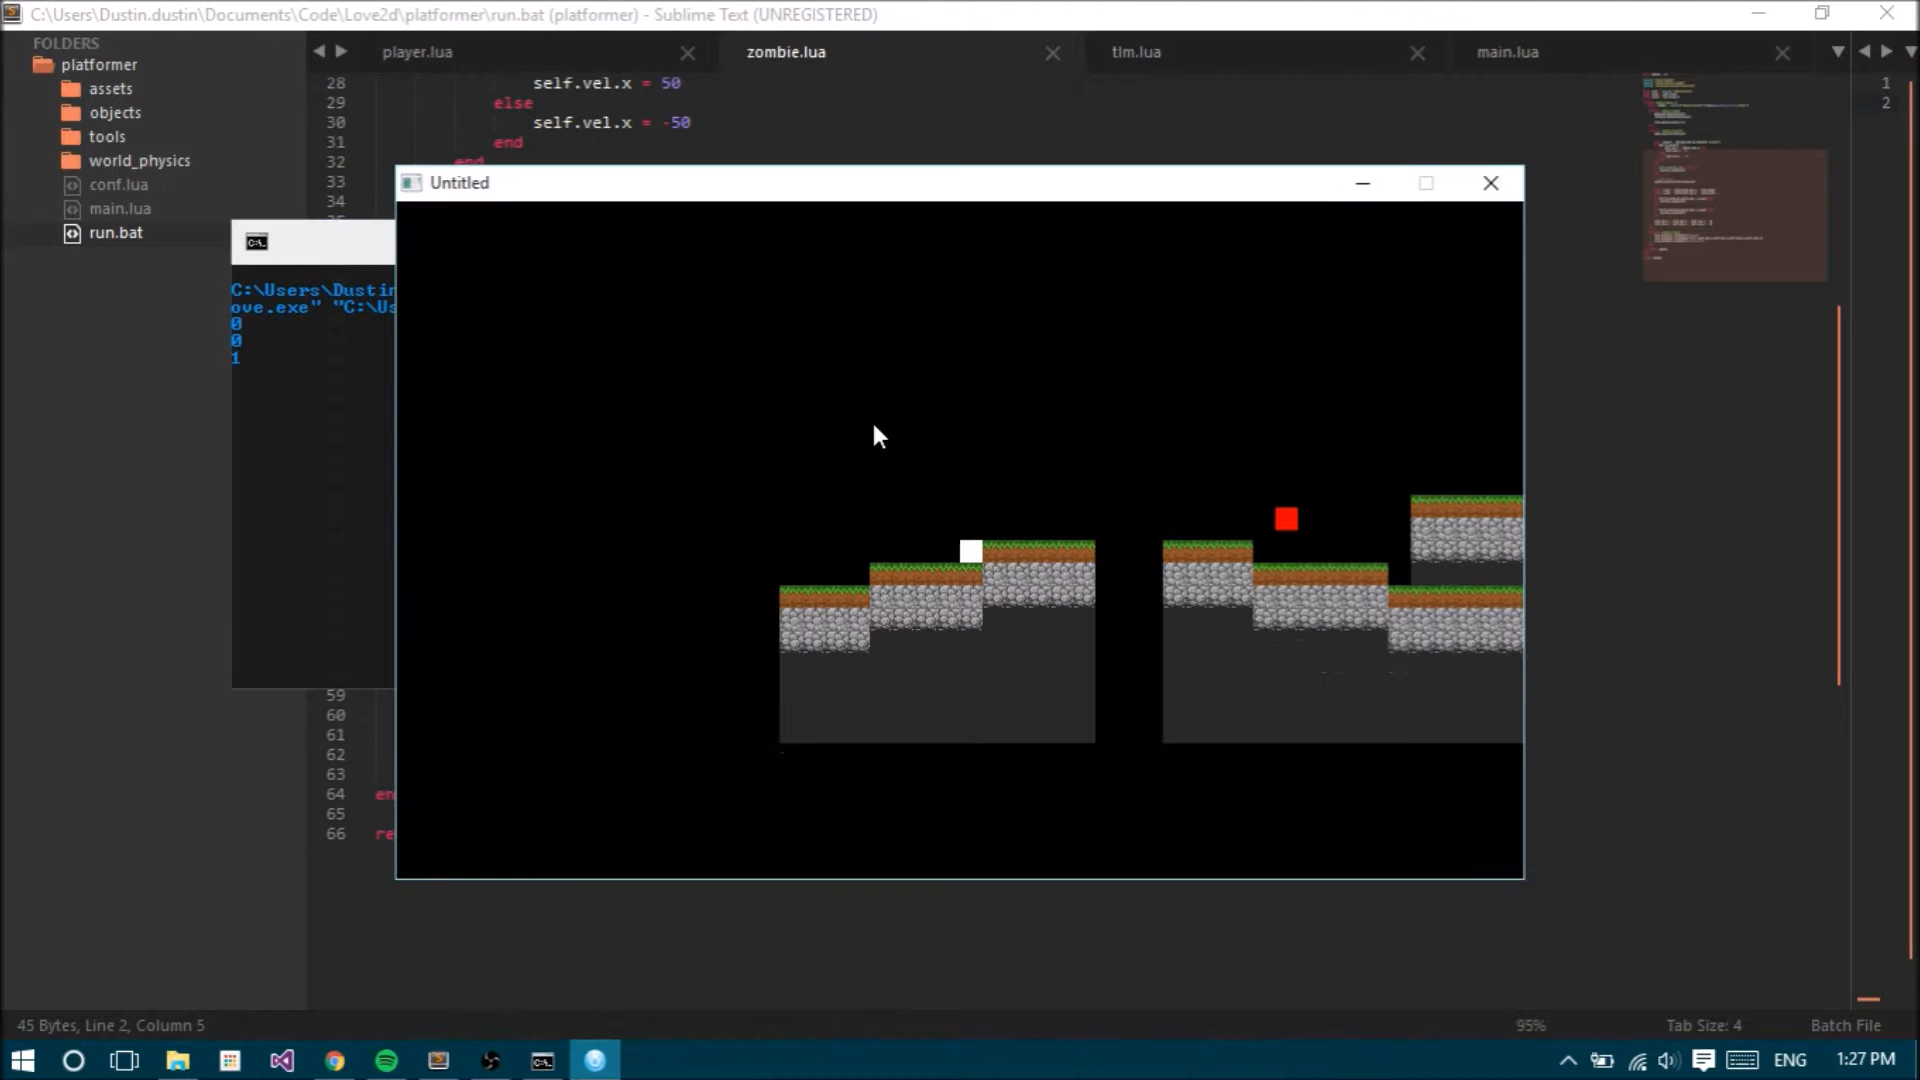 C:\Users\Dustin.dustin\Documents\Code\Love2d\platformer\run.bat (platformer) - Sublime Text (UNREGISTERED)
FOLDERS
platformer
assets
objects
tools
world_physics
conf.lua
main.lua
run.bat
player.lua
zombie.lua
tlm.lua
main.lua
28 self.vel.x = 50
29 else
30 self.vel.x = -50
31 end
32 end
33
34
59
60
61
62
63
64 en
65
66 re
1
2
Untitled
C:\Users\Dustin
ove.exe" "C:\Us
0
0
1
45 Bytes, Line 2, Column 5
95%
Tab Size: 4
Batch File
ENG
1:27 PM